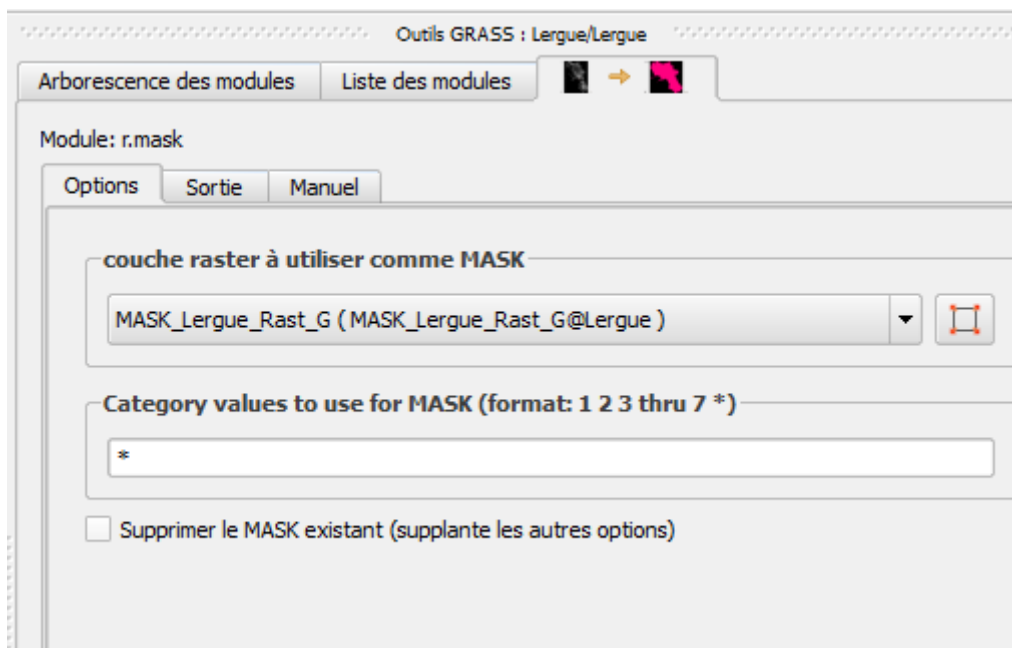 Outils GRASS : Lergue/Lergue
Arborescence des modules
Liste des modules
Module: r.mask
Options
Sortie
Manuel
couche raster à utiliser comme MASK
MASK_Lergue_Rast_G ( MASK_Lergue_Rast_G@Lergue )
Category values to use for MASK (format: 1 2 3 thru 7 *)
*
Supprimer le MASK existant (supplante les autres options)